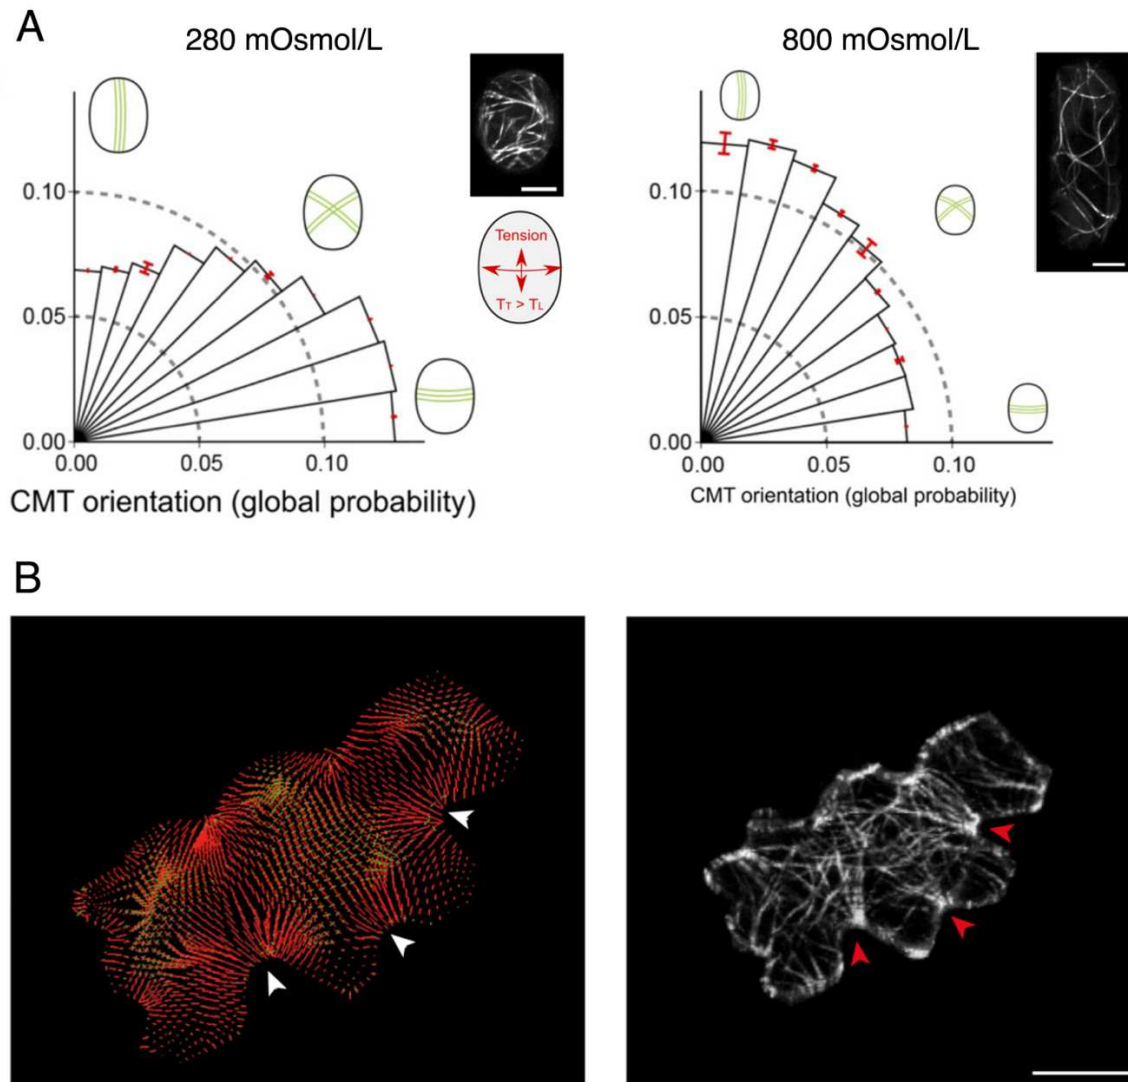 A
280 mOsmol/L
800 mOsmol/L
0.10
0.05
0.00
0.00 0.05 0.10
CMT orientation (global probability)
Tension
TT > TL
0.10
0.05
0.00
0.00 0.05 0.10
CMT orientation (global probability)
B